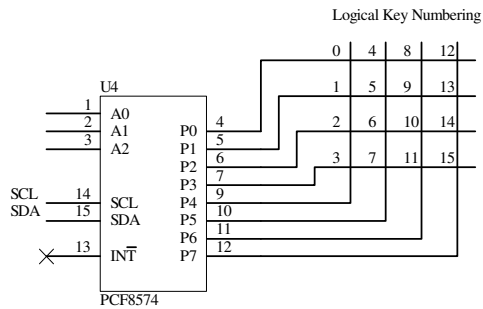 Logical Key Numbering
0 4 8 12
U4
1 5 9 13
1 A0 P0 4
2 A1 P1 5
2 6 10 14
3 A2 P2 6
P3 7
3 7 11 15
SCL 14 SCL P4 9
SDA 15 SDA P5 10
P6 11
13 INT P7 12
PCF8574